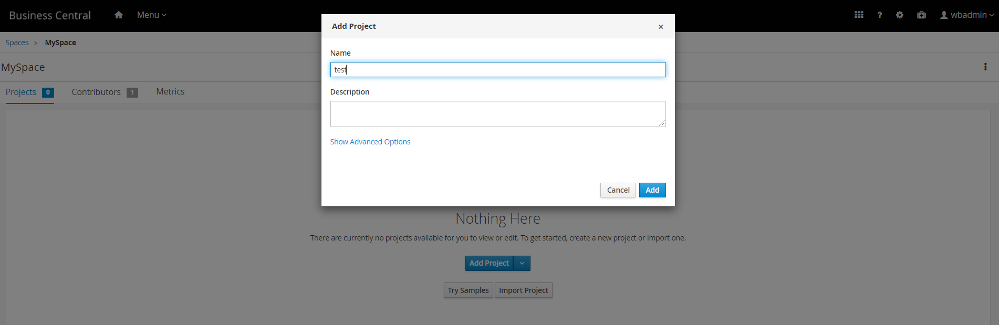 Business Central
Menu
?
wbadmin
Add Project
×
Spaces » MySpace
Name
test
MySpace
Projects 0
Contributors 1
Metrics
Description
Show Advanced Options
Cancel
Add
Nothing Here
There are currently no projects available for you to view or edit. To get started, create a new project or import one.
Add Project
Try Samples
Import Project